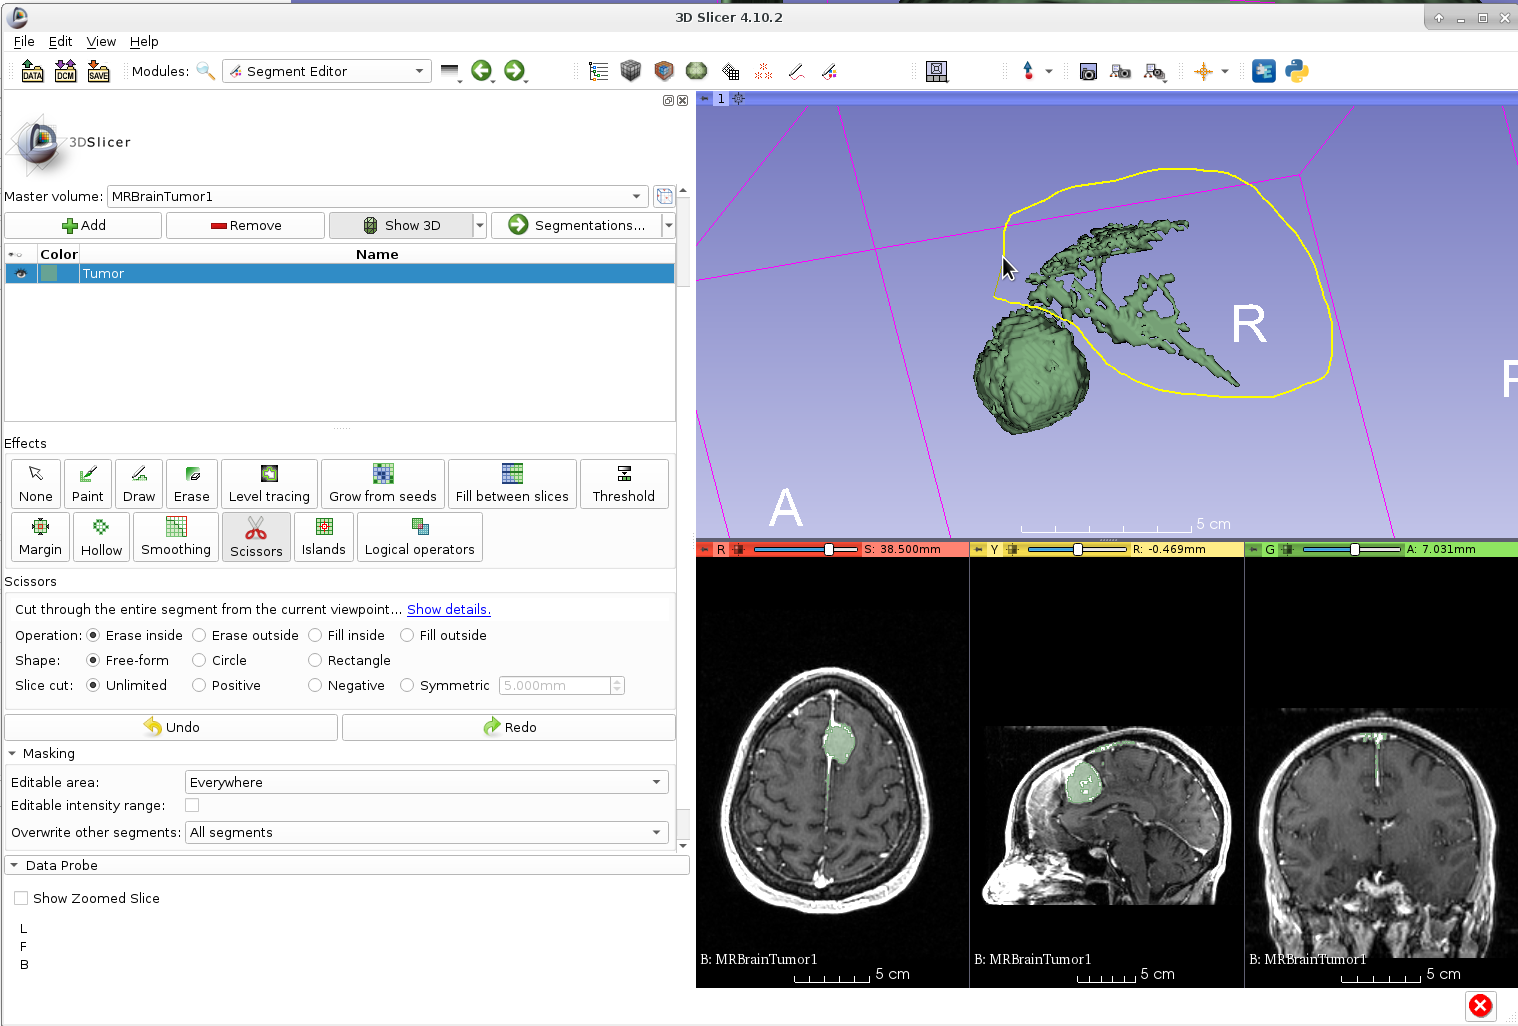 3D Slicer 4.10.2
File Edit View Help
DATA DCM SAVE Modules: Segment Editor
1
3DSlicer
Master volume: MRBrainTumor1
Add Remove Show 3D Segmentations...
Color Name
Tumor
Effects
None Paint Draw Erase Level tracing Grow from seeds Fill between slices Threshold
Margin Hollow Smoothing Scissors Islands Logical operators
Scissors
Cut through the entire segment from the current viewpoint... Show details.
Operation: Erase inside Erase outside Fill inside Fill outside
Shape: Free-form Circle Rectangle
Slice cut: Unlimited Positive Negative Symmetric 5.000mm
Undo Redo
Masking
Editable area: Everywhere
Editable intensity range:
Overwrite other segments: All segments
Data Probe
Show Zoomed Slice
L
F
B
R
A
5 cm
R S: 38.500mm
Y R: -0.469mm
G A: 7.031mm
B: MRBrainTumor1
5 cm
B: MRBrainTumor1
5 cm
B: MRBrainTumor1
5 cm